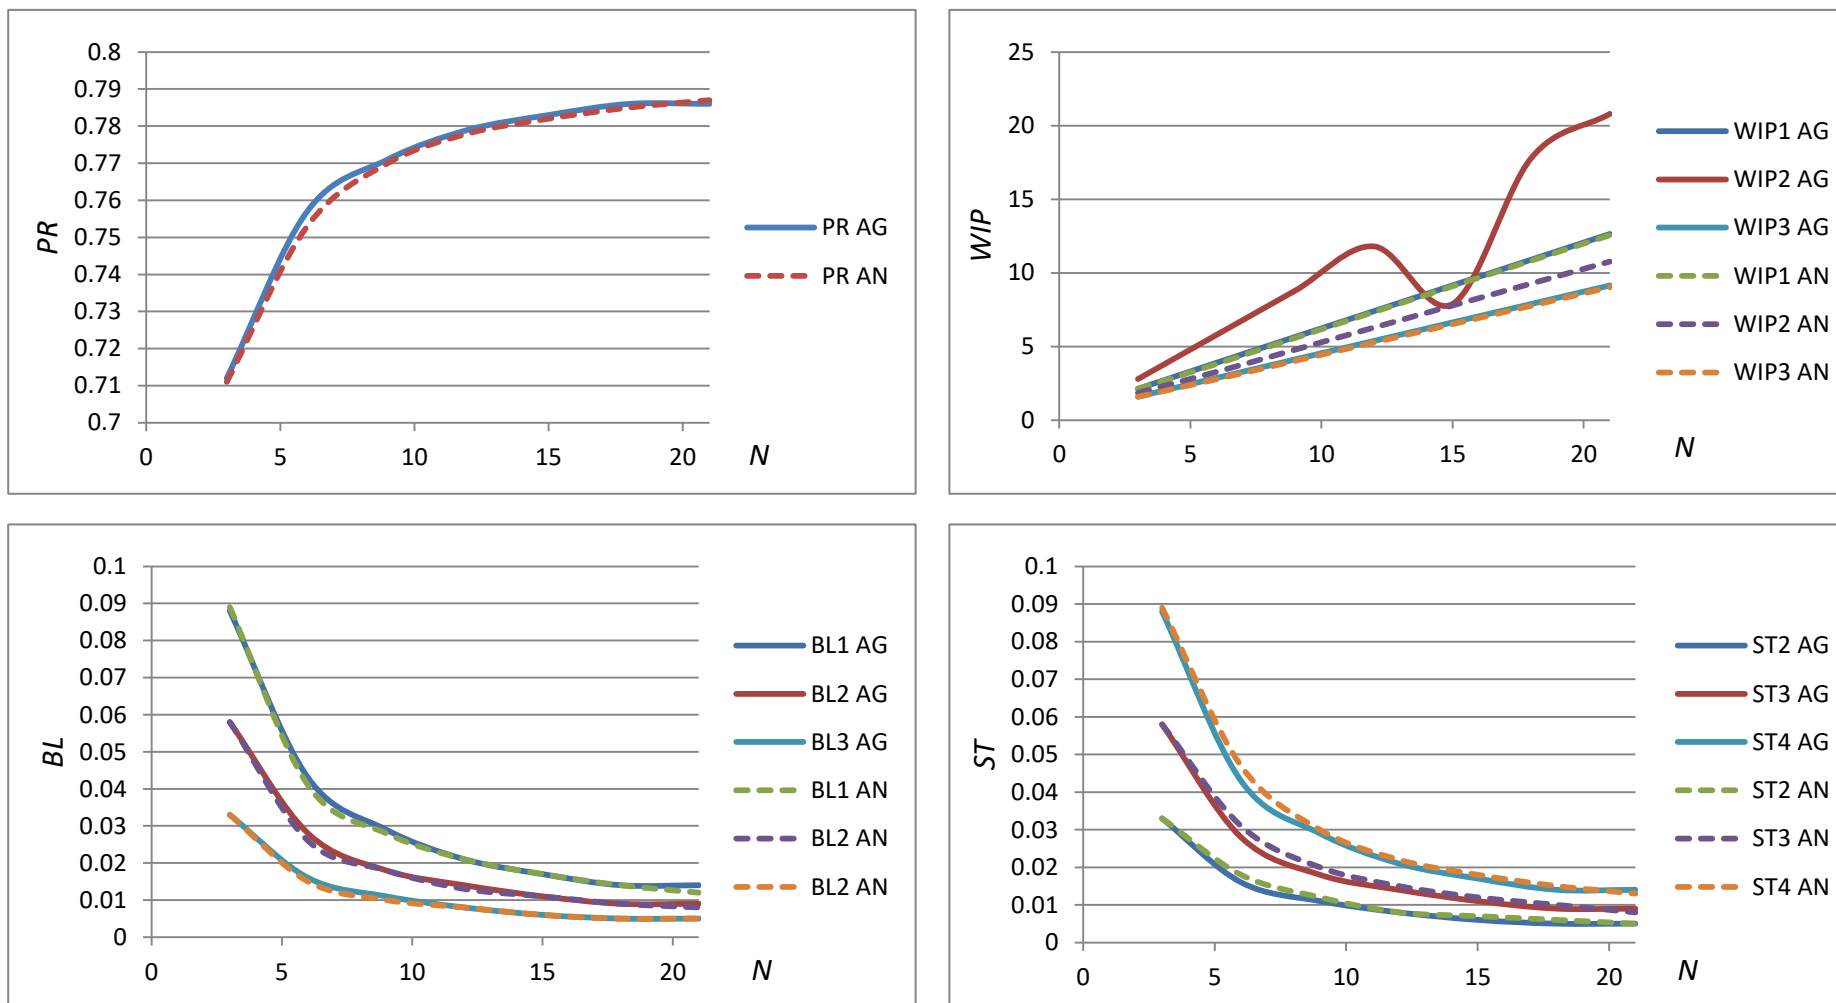 0.8
0.79
0.78
0.77
0.76
0.75
0.74
0.73
0.72
0.71
0.7
PR
0 5 10 15 20 N
PR AG
PR AN
25
20
15
10
5
0
WIP
0 5 10 15 20 N
WIP1 AG
WIP2 AG
WIP3 AG
WIP1 AN
WIP2 AN
WIP3 AN
0.1
0.09
0.08
0.07
0.06
0.05
0.04
0.03
0.02
0.01
0
BL
0 5 10 15 20 N
BL1 AG
BL2 AG
BL3 AG
BL1 AN
BL2 AN
BL2 AN
0.1
0.09
0.08
0.07
0.06
0.05
0.04
0.03
0.02
0.01
0
ST
0 5 10 15 20 N
ST2 AG
ST3 AG
ST4 AG
ST2 AN
ST3 AN
ST4 AN